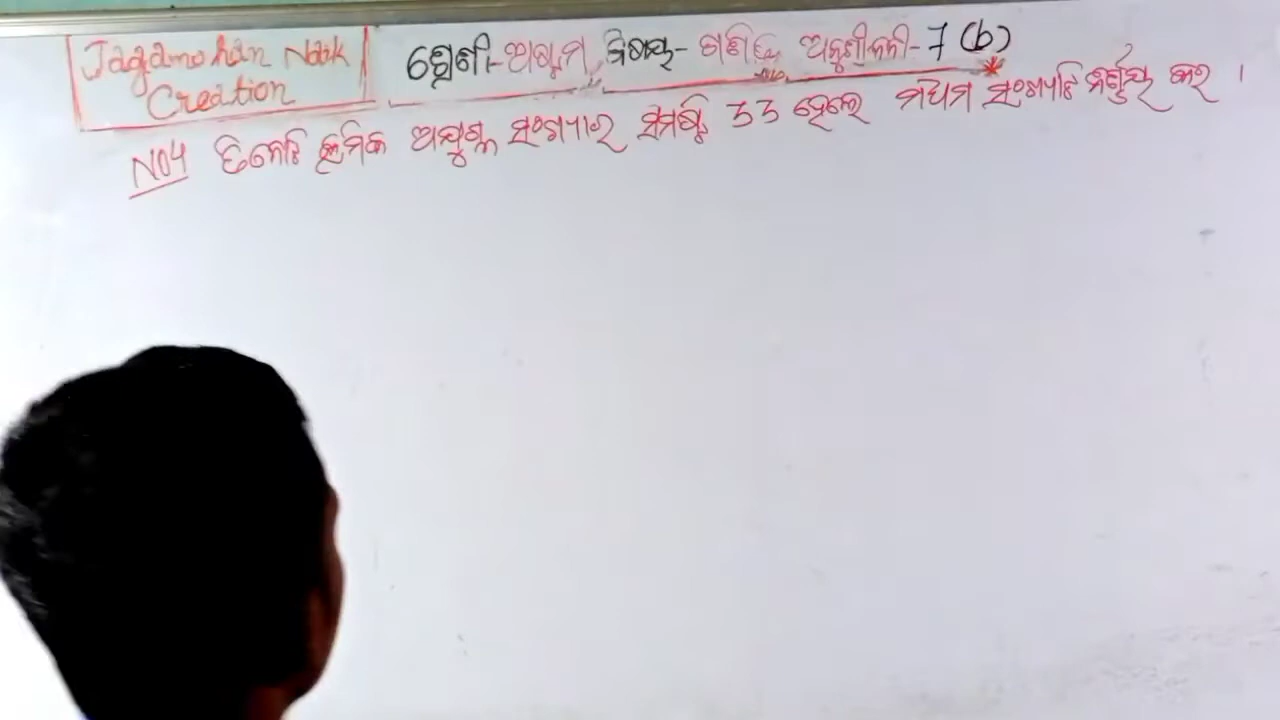 Jagamohan Naik
Creation
ଶ୍ରେଣୀ-ଅଷ୍ଟମ ବିଷୟ- ଗଣିତ ଅନୁଶୀଳନୀ-7 (b)
NO4 ତିନୋଟି କ୍ରମିକ ଅଯୁଗ୍ମ ସଂଖ୍ୟାର ସମଷ୍ଟି 33 ହେଲେ ମଧ୍ୟମ ସଂଖ୍ୟାଟି ନିର୍ଣ୍ଣୟ କର ।